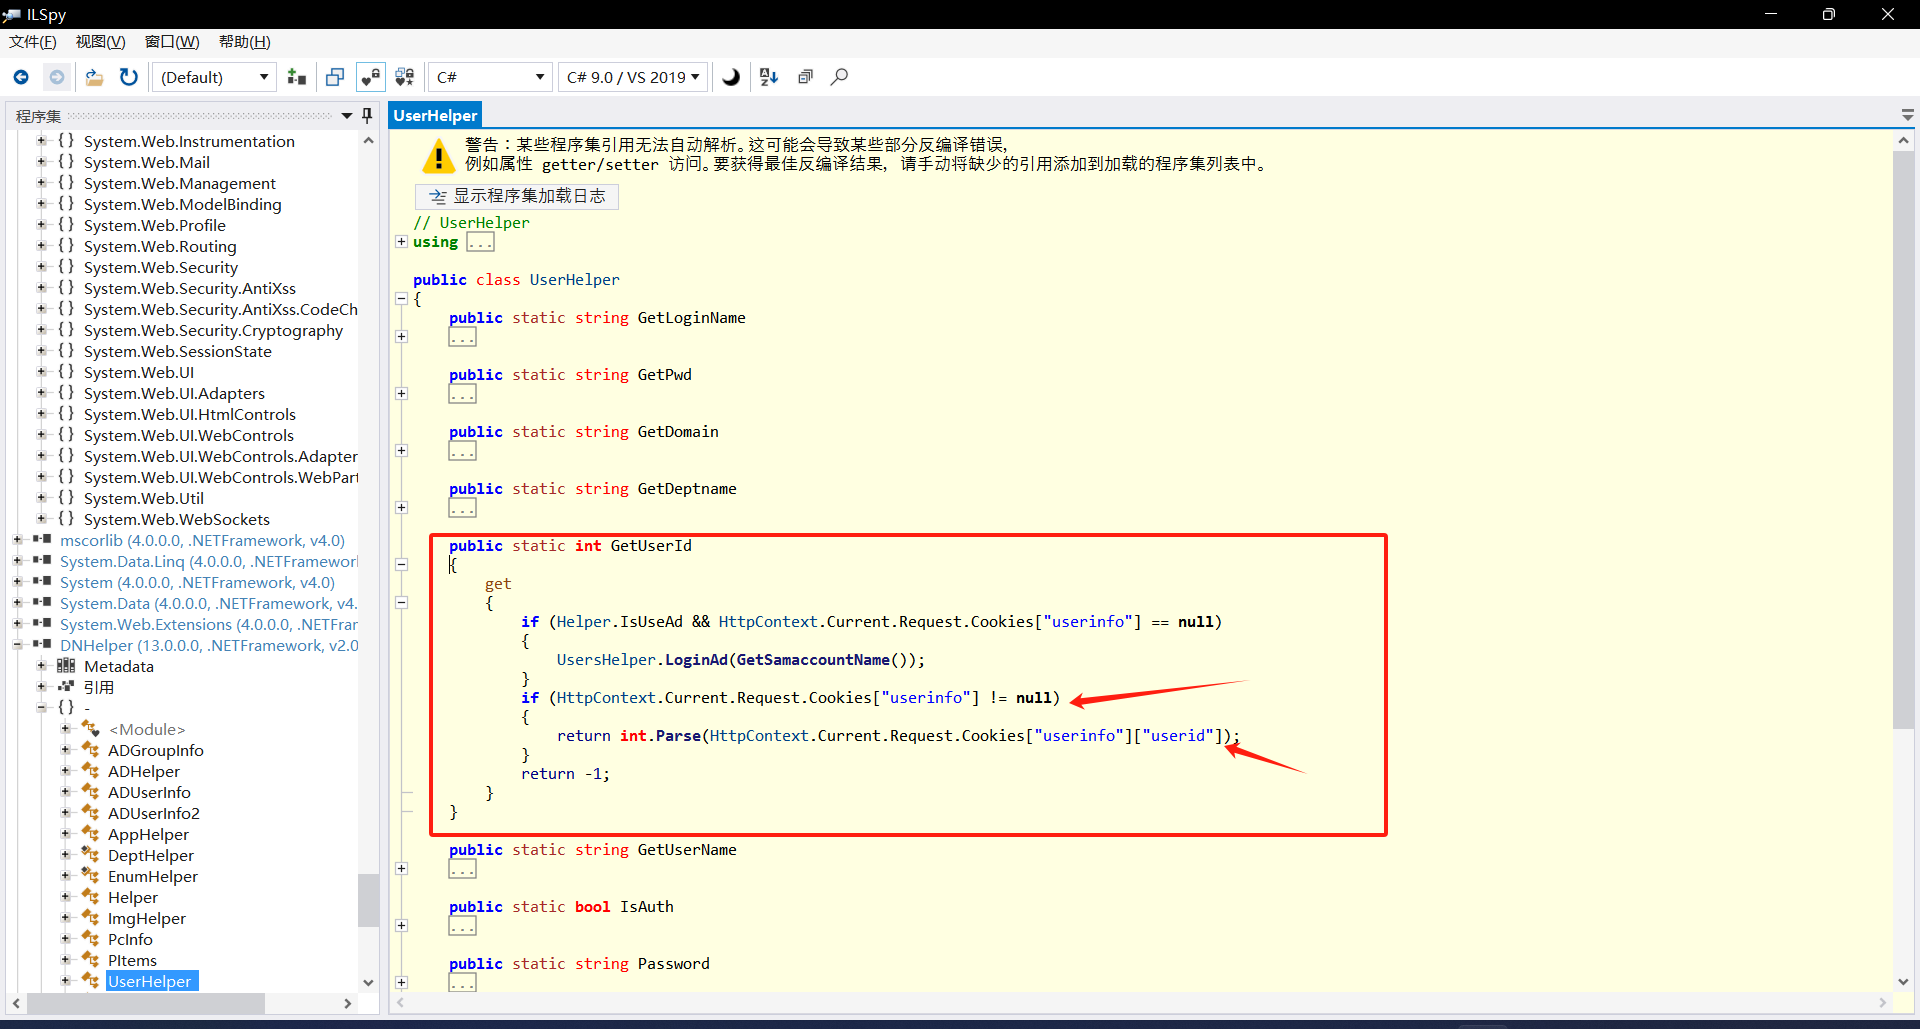 ILSpy
文件(F) 视图(V) 窗口(W) 帮助(H)
(Default) C# C# 9.0 / VS 2019
程序集
System.Web.Instrumentation
System.Web.Mail
System.Web.Management
System.Web.ModelBinding
System.Web.Profile
System.Web.Routing
System.Web.Security
System.Web.Security.AntiXss
System.Web.Security.AntiXss.CodeCh
System.Web.Security.Cryptography
System.Web.SessionState
System.Web.UI
System.Web.UI.Adapters
System.Web.UI.HtmlControls
System.Web.UI.WebControls
System.Web.UI.WebControls.Adapter
System.Web.UI.WebControls.WebPart
System.Web.Util
System.Web.WebSockets
mscorlib (4.0.0.0, .NETFramework, v4.0)
System.Data.Linq (4.0.0.0, .NETFramewor
System (4.0.0.0, .NETFramework, v4.0)
System.Data (4.0.0.0, .NETFramework, v4.
System.Web.Extensions (4.0.0.0, .NETFrar
DNHelper (13.0.0.0, .NETFramework, v2.0
Metadata
引用
{ } -
<Module>
ADGroupInfo
ADHelper
ADUserInfo
ADUserInfo2
AppHelper
DeptHelper
EnumHelper
Helper
ImgHelper
PcInfo
PItems
UserHelper
UserHelper
警告：某些程序集引用无法自动解析。这可能会导致某些部分反编译错误，
例如属性 getter/setter 访问。要获得最佳反编译结果，请手动将缺少的引用添加到加载的程序集列表中。
显示程序集加载日志
// UserHelper
using ...
public class UserHelper
{
public static string GetLoginName
...
public static string GetPwd
...
public static string GetDomain
...
public static string GetDeptname
...
public static int GetUserId
{
get
{
if (Helper.IsUseAd && HttpContext.Current.Request.Cookies["userinfo"] == null)
{
UsersHelper.LoginAd(GetSamaccountName());
}
if (HttpContext.Current.Request.Cookies["userinfo"] != null)
{
return int.Parse(HttpContext.Current.Request.Cookies["userinfo"]["userid"]);
}
return -1;
}
}
public static string GetUserName
...
public static bool IsAuth
...
public static string Password
...